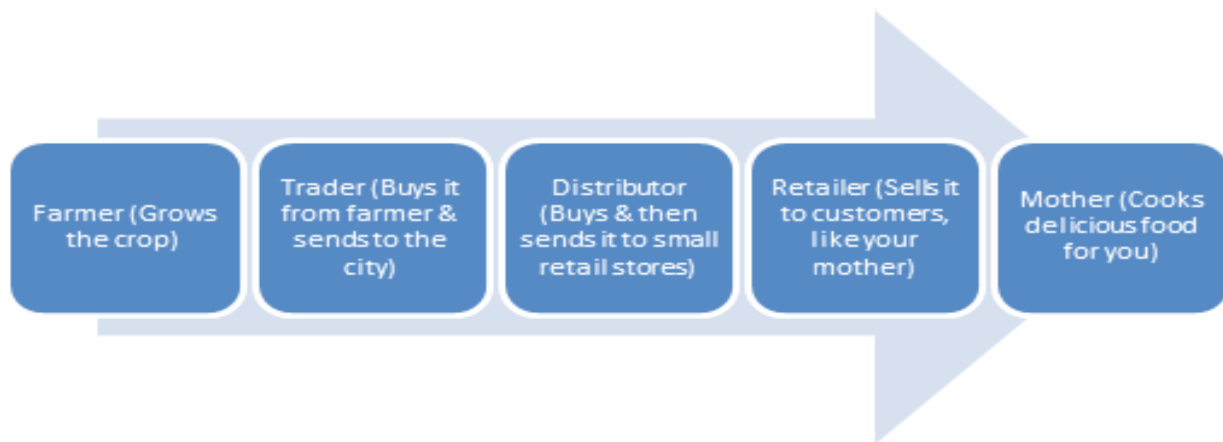 Farmer (Grows
the crop)
Trader (Buys it
from farmer &
sends to the
city)
Distributor
(Buys & then
sends it to small
retail stores)
Retailer (Sells it
to customers,
like your
mother)
Mother (Cooks
delicious food
for you)